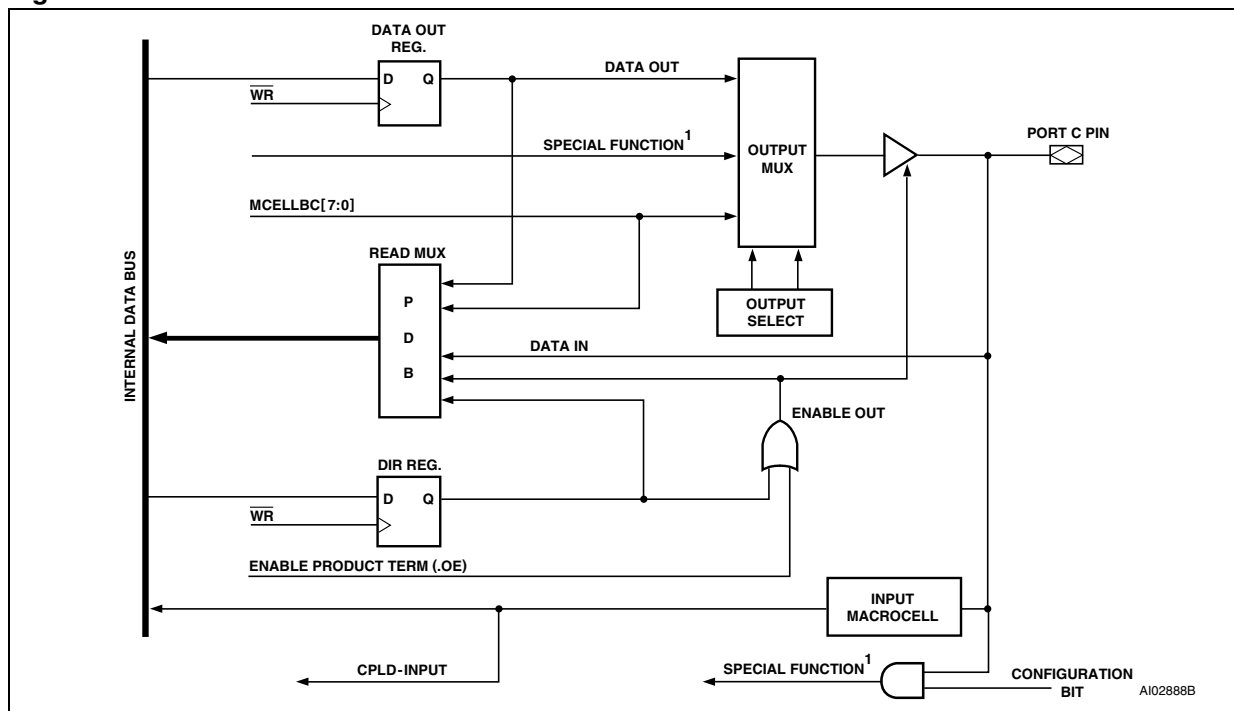 DATA OUT
REG.
D Q
WR
DATA OUT
SPECIAL FUNCTION1
OUTPUT
MUX
PORT C PIN
MCELLBC[7:0]
READ MUX
P
D
B
OUTPUT
SELECT
INTERNAL DATA BUS
DATA IN
ENABLE OUT
DIR REG.
D Q
WR
ENABLE PRODUCT TERM (.OE)
INPUT
MACROCELL
CPLD-INPUT
SPECIAL FUNCTION1
CONFIGURATION
BIT
AI02888B